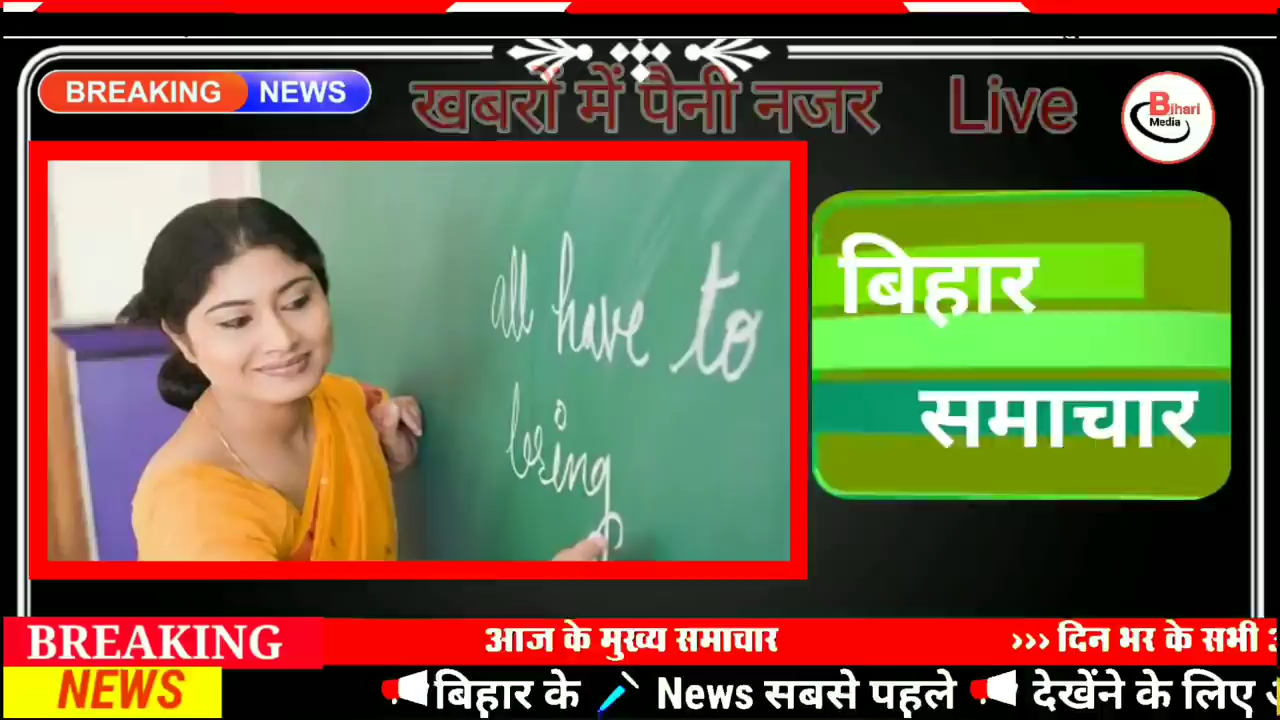 BREAKING NEWS
खबरों में पैनी नजर Live
Bihari
Media
all have to
bring
बिहार
समाचार
BREAKING
NEWS
आज के मुख्य समाचार >>> दिन भर के सभी
बिहार के News सबसे पहले देखेंने के लिए